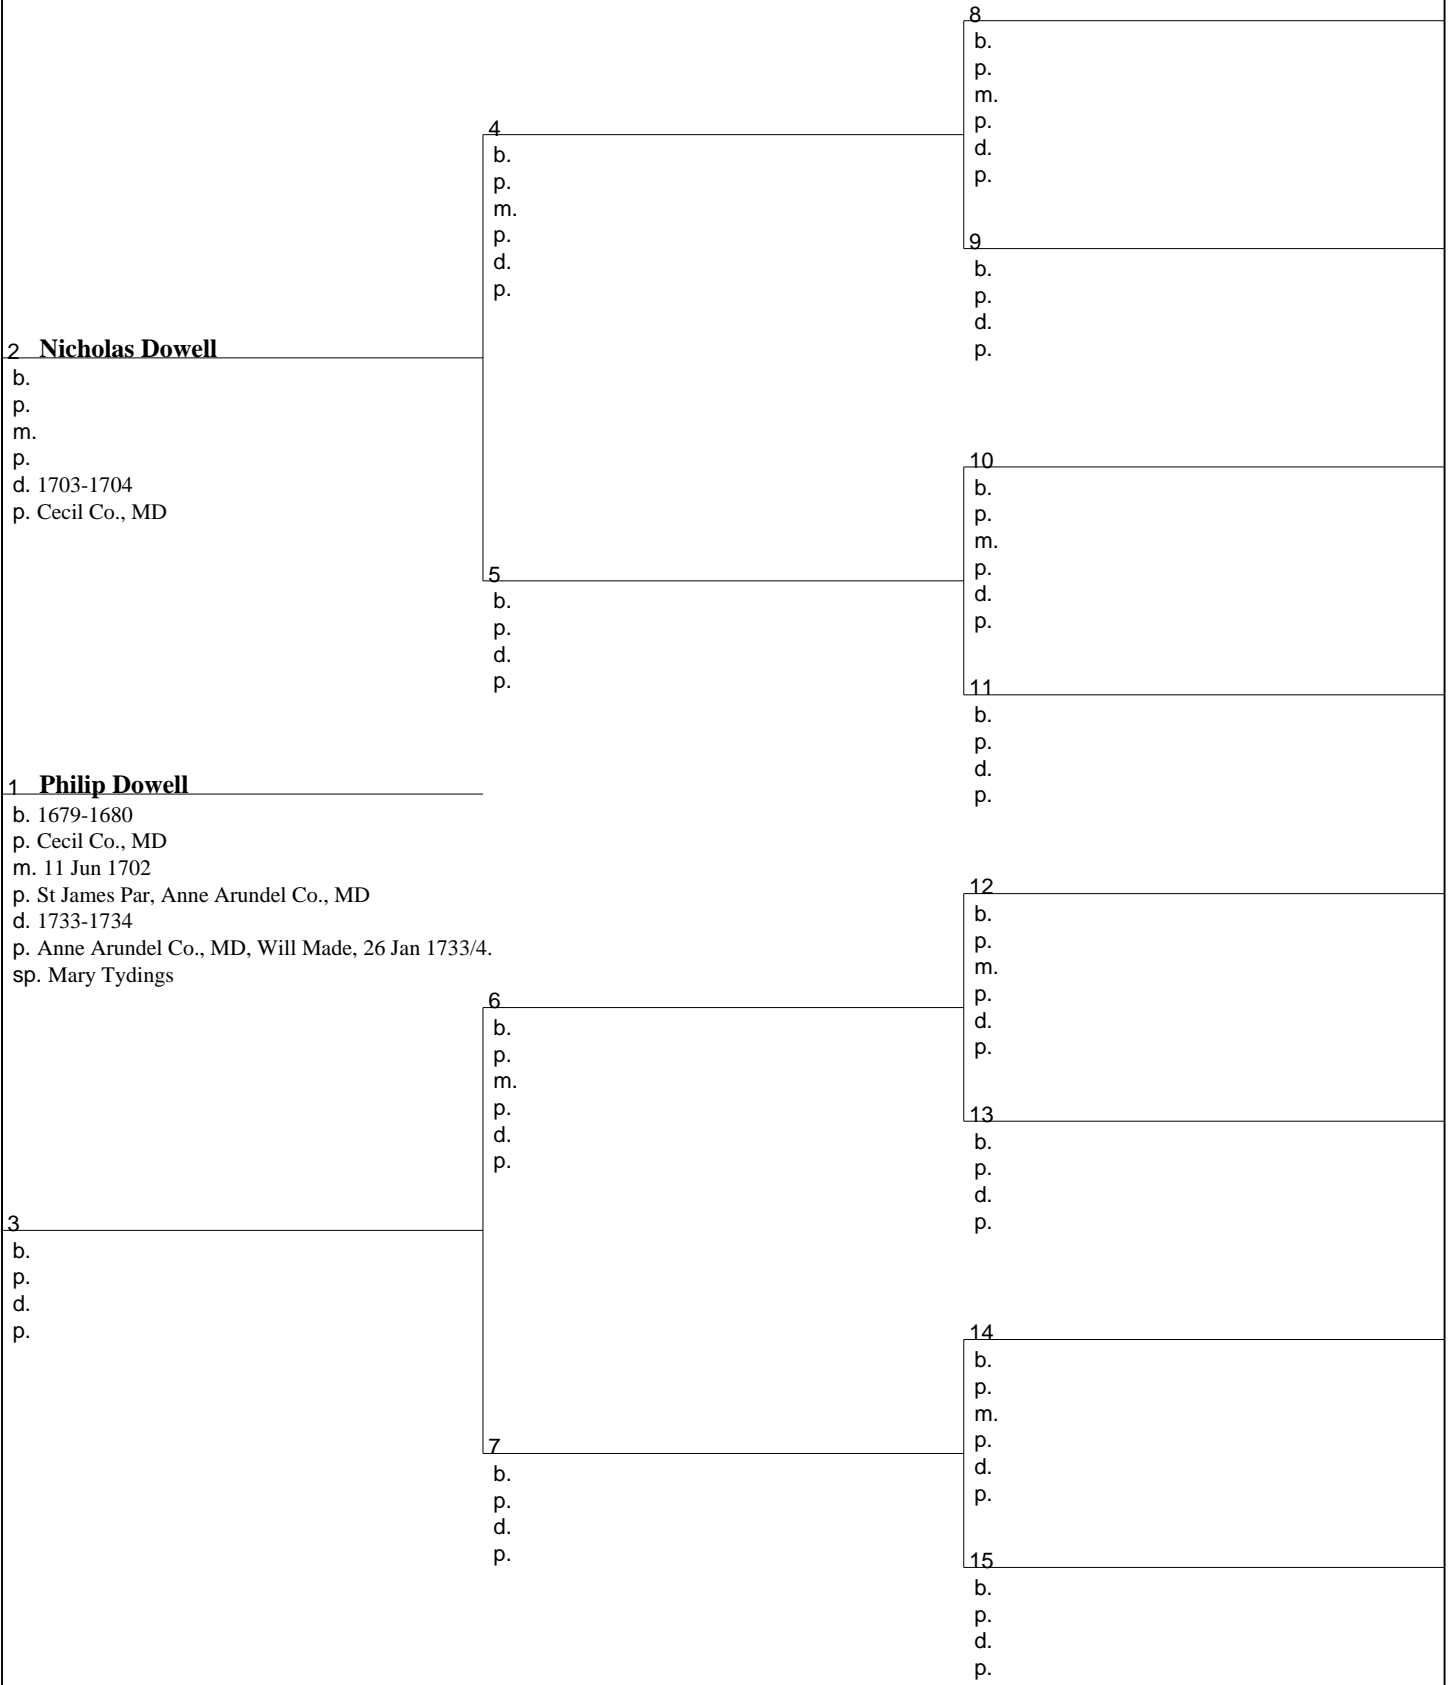 8
b.
p.
m.
p.
d.
p.
4
b.
p.
m.
p.
d.
p.
9
b.
p.
d.
p.
2 Nicholas Dowell
b.
p.
m.
p.
d. 1703-1704
p. Cecil Co., MD
10
b.
p.
m.
p.
d.
p.
5
b.
p.
d.
p.
11
b.
p.
d.
p.
1 Philip Dowell
b. 1679-1680
p. Cecil Co., MD
m. 11 Jun 1702
p. St James Par, Anne Arundel Co., MD
d. 1733-1734
p. Anne Arundel Co., MD, Will Made, 26 Jan 1733/4.
sp. Mary Tydings
12
b.
p.
m.
p.
d.
p.
6
b.
p.
m.
p.
d.
p.
13
b.
p.
d.
p.
3
b.
p.
d.
p.
14
b.
p.
m.
p.
d.
p.
7
b.
p.
d.
p.
15
b.
p.
d.
p.